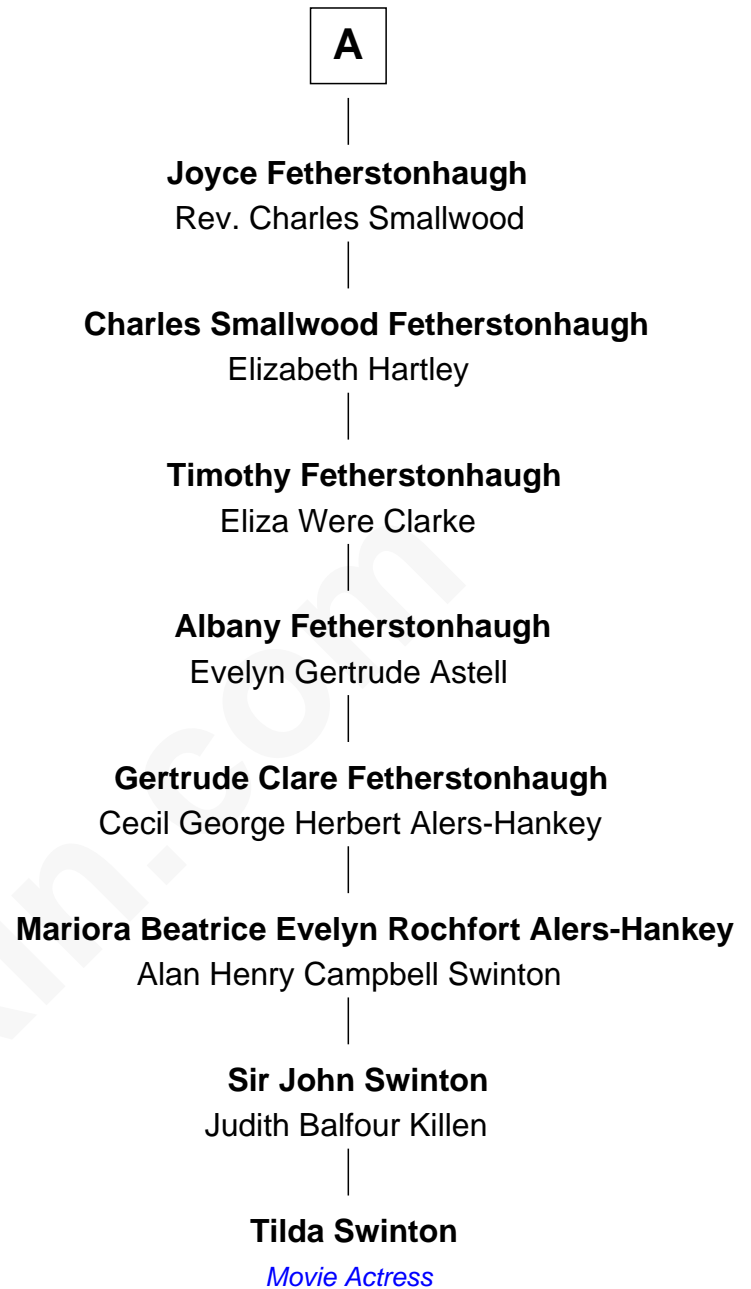 A
Joyce Fetherstonhaugh
Rev. Charles Smallwood
Charles Smallwood Fetherstonhaugh
Elizabeth Hartley
Timothy Fetherstonhaugh
Eliza Were Clarke
Albany Fetherstonhaugh
Evelyn Gertrude Astell
Gertrude Clare Fetherstonhaugh
Cecil George Herbert Alers-Hankey
Mariora Beatrice Evelyn Rochfort Alers-Hankey
Alan Henry Campbell Swinton
Sir John Swinton
Judith Balfour Killen
Tilda Swinton
Movie Actress